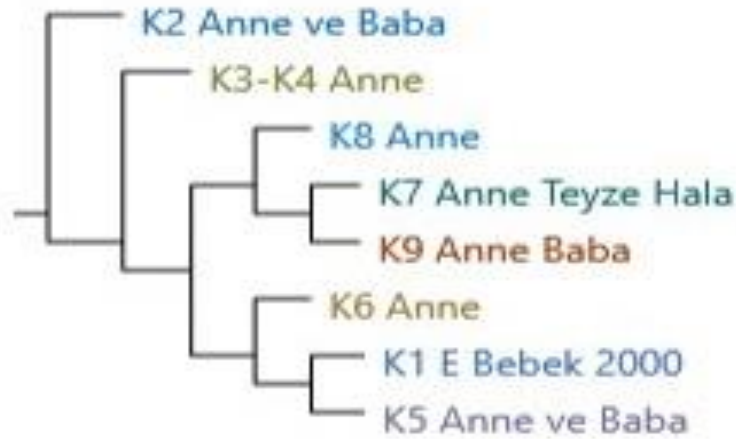 K2 Anne ve Baba
K3-K4 Anne
K8 Anne
K7 Anne Teyze Hala
K9 Anne Baba
K6 Anne
K1 E Bebek 2000
K5 Anne ve Baba